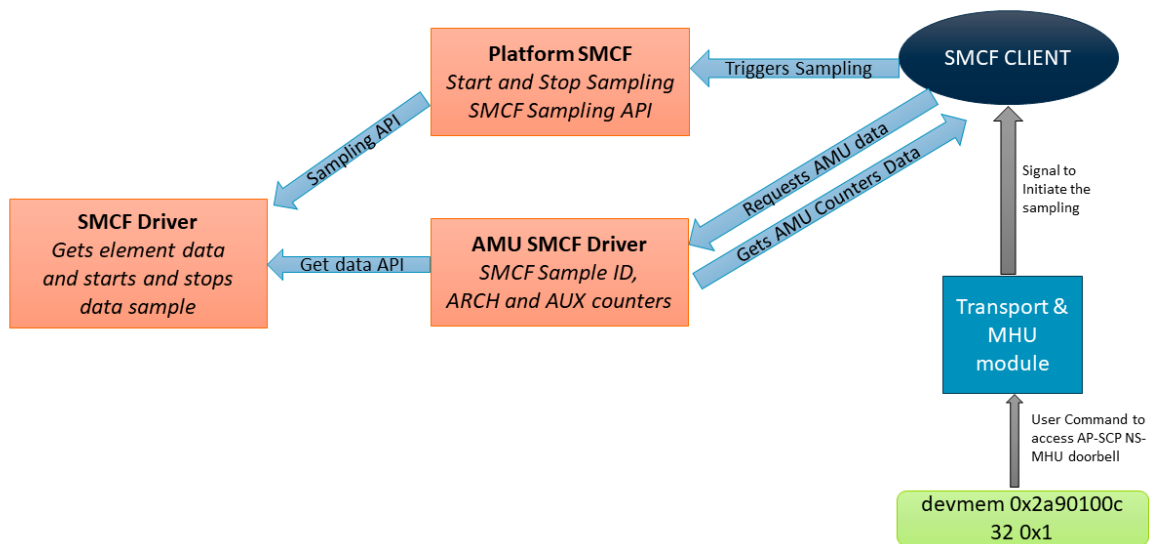 Platform SMCF
Start and Stop Sampling
SMCF Sampling API
Triggers Sampling
SMCF CLIENT
Sampling API
Requests AMU data
Gets AMU Counters Data
Signal to
Initiate the
sampling
SMCF Driver
Gets element data
and starts and stops
data sample
Get data API
AMU SMCF Driver
SMCF Sample ID,
ARCH and AUX counters
Transport &
MHU
module
User Command to
access AP-SCP NS-
MHU doorbell
devmem 0x2a90100c
32 0x1